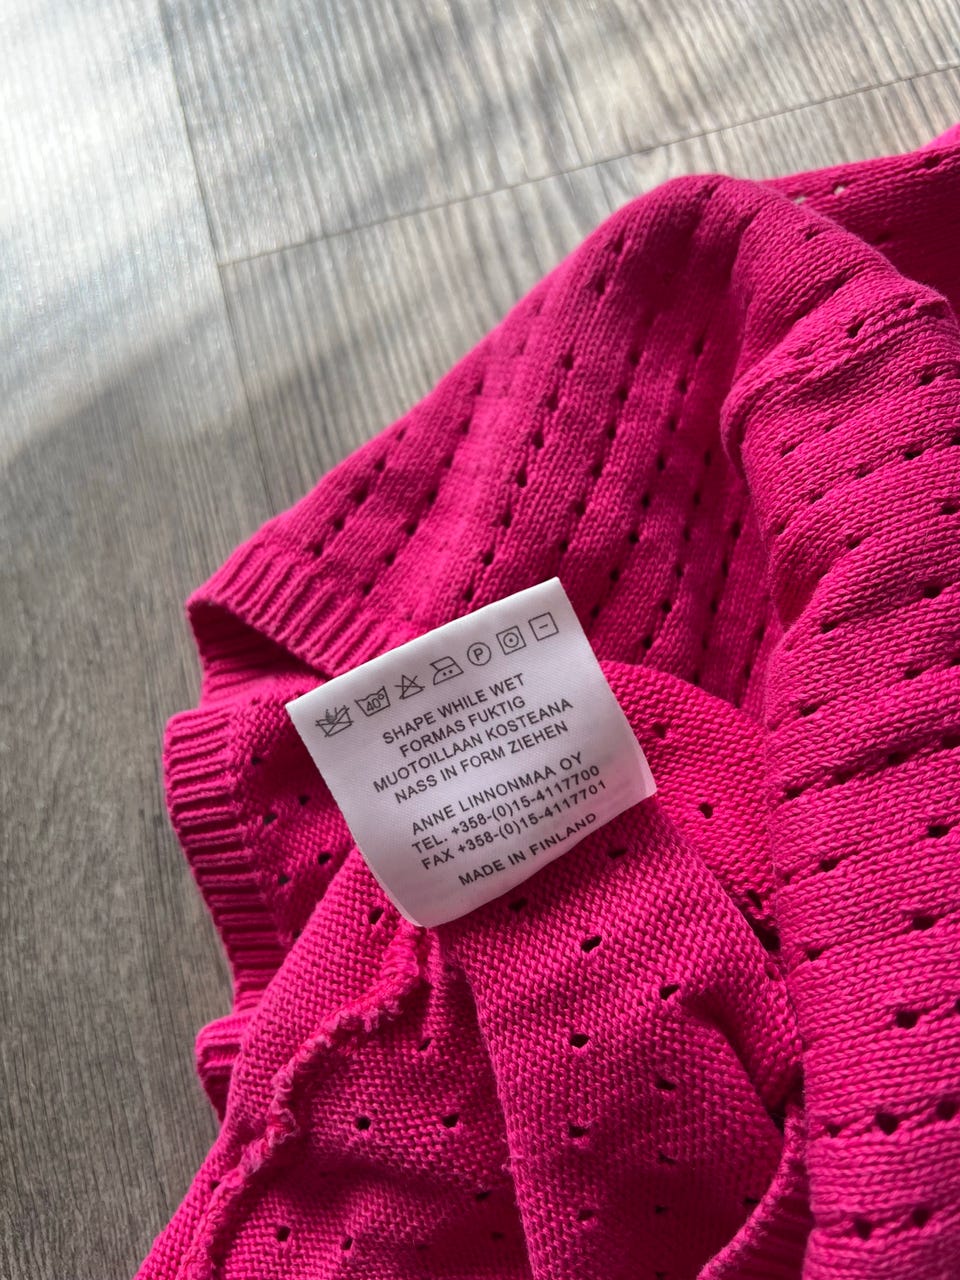 40° P
SHAPE WHILE WET
FORMAS FUKTIG
MUOTOILLAAN KOSTEANA
NASS IN FORM ZIEHEN
ANNE LINNONMAA OY
TEL. +358-(0)15-4117700
FAX +358-(0)15-4117701
MADE IN FINLAND